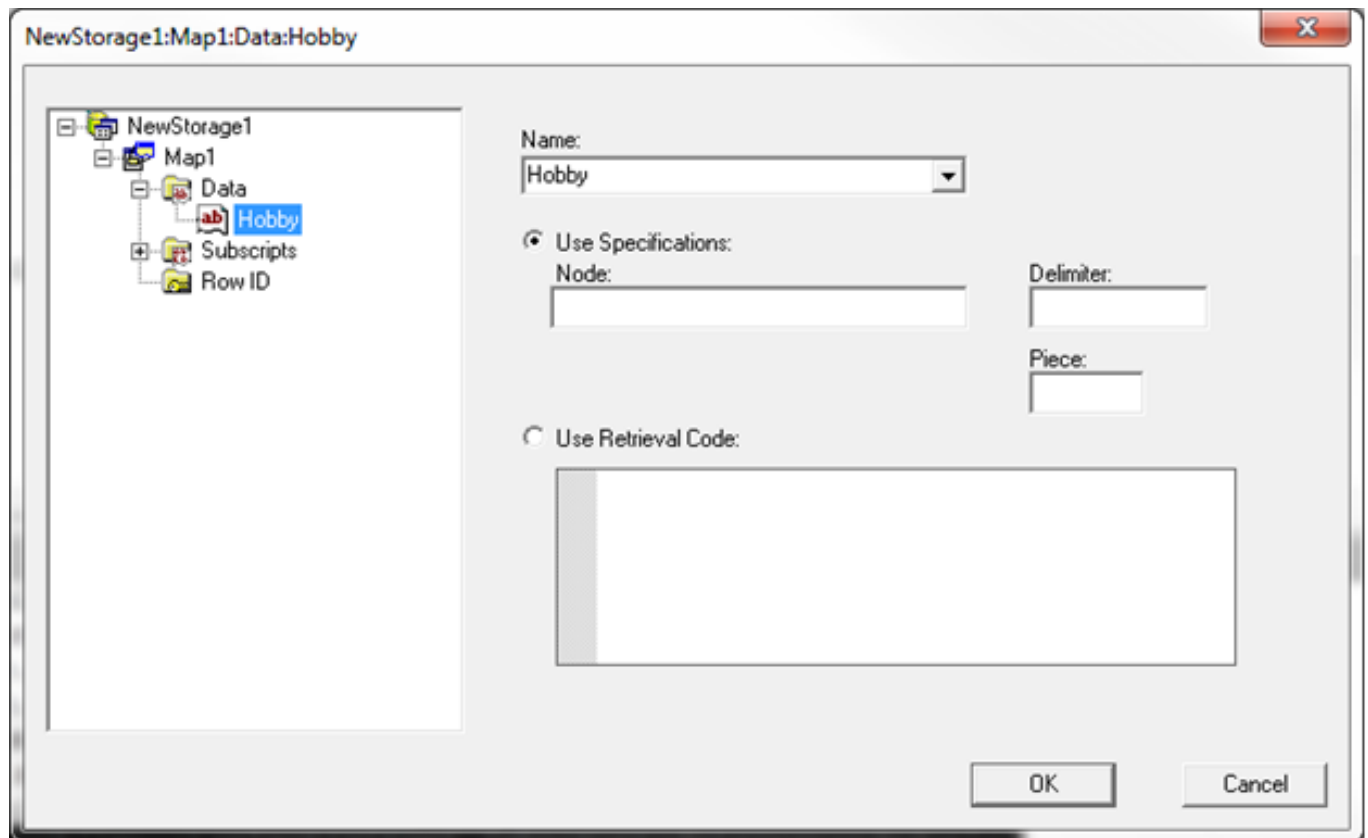 NewStorage1:Map1:Data:Hobby
NewStorage1
Map1
Data
ab Hobby
Subscripts
Row ID
Name:
Hobby
Use Specifications:
Node:
Delimiter:
Piece:
Use Retrieval Code:
OK
Cancel